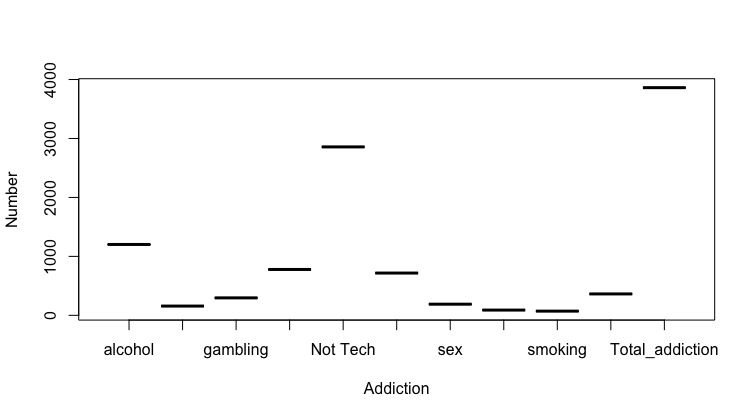 4000
3000
2000
1000
0
Number
alcohol gambling Not Tech sex smoking Total_addiction
Addiction